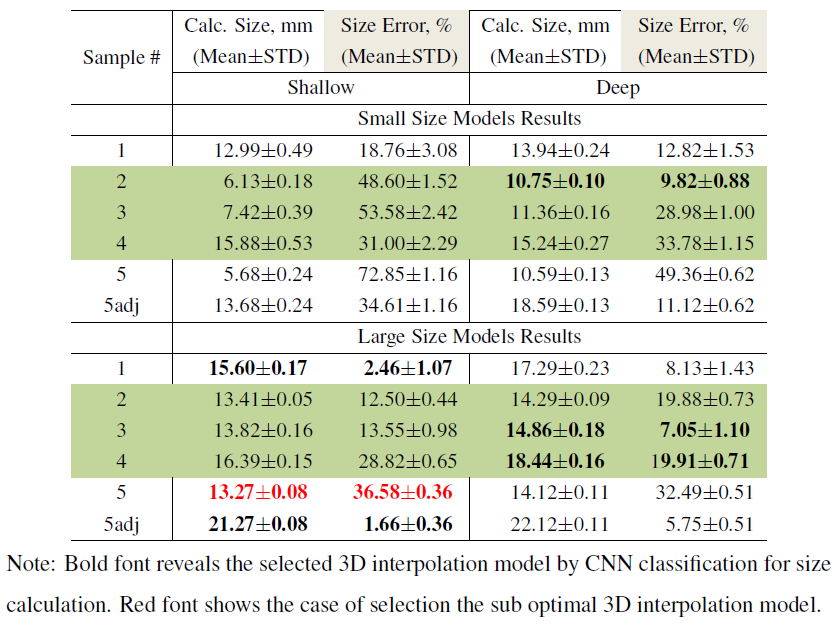 Sample # Calc. Size, mm (Mean±STD) Size Error, % (Mean±STD) Calc. Size, mm (Mean±STD) Size Error, % (Mean±STD)
Shallow Deep
Small Size Models Results
1 12.99±0.49 18.76±3.08 13.94±0.24 12.82±1.53
2 6.13±0.18 48.60±1.52 10.75±0.10 9.82±0.88
3 7.42±0.39 53.58±2.42 11.36±0.16 28.98±1.00
4 15.88±0.53 31.00±2.29 15.24±0.27 33.78±1.15
5 5.68±0.24 72.85±1.16 10.59±0.13 49.36±0.62
5adj 13.68±0.24 34.61±1.16 18.59±0.13 11.12±0.62
Large Size Models Results
1 15.60±0.17 2.46±1.07 17.29±0.23 8.13±1.43
2 13.41±0.05 12.50±0.44 14.29±0.09 19.88±0.73
3 13.82±0.16 13.55±0.98 14.86±0.18 7.05±1.10
4 16.39±0.15 28.82±0.65 18.44±0.16 19.91±0.71
5 13.27±0.08 36.58±0.36 14.12±0.11 32.49±0.51
5adj 21.27±0.08 1.66±0.36 22.12±0.11 5.75±0.51
Note: Bold font reveals the selected 3D interpolation model by CNN classification for size
calculation. Red font shows the case of selection the sub optimal 3D interpolation model.